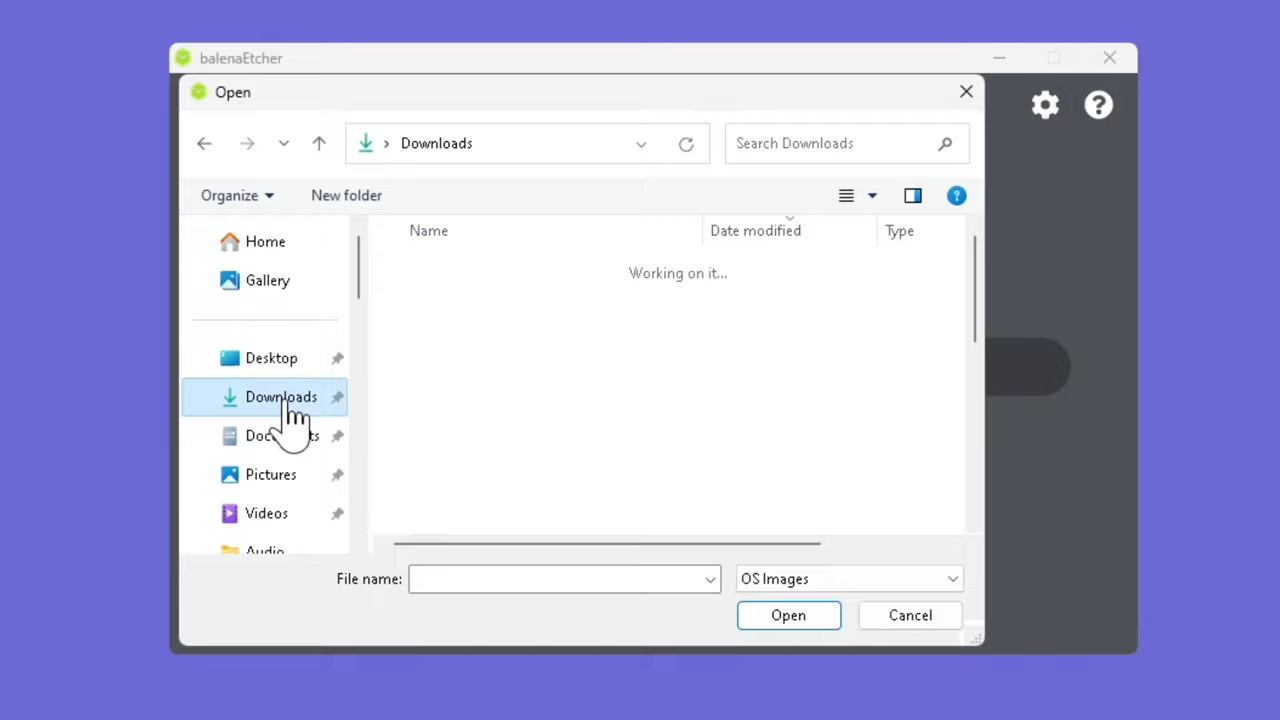 balenaEtcher
Open
Downloads
Search Downloads
Organize
New folder
Home
Gallery
Desktop
Downloads
Pictures
Videos
Audio
Name
Date modified
Type
Working on it...
File name:
OS Images
Open
Cancel